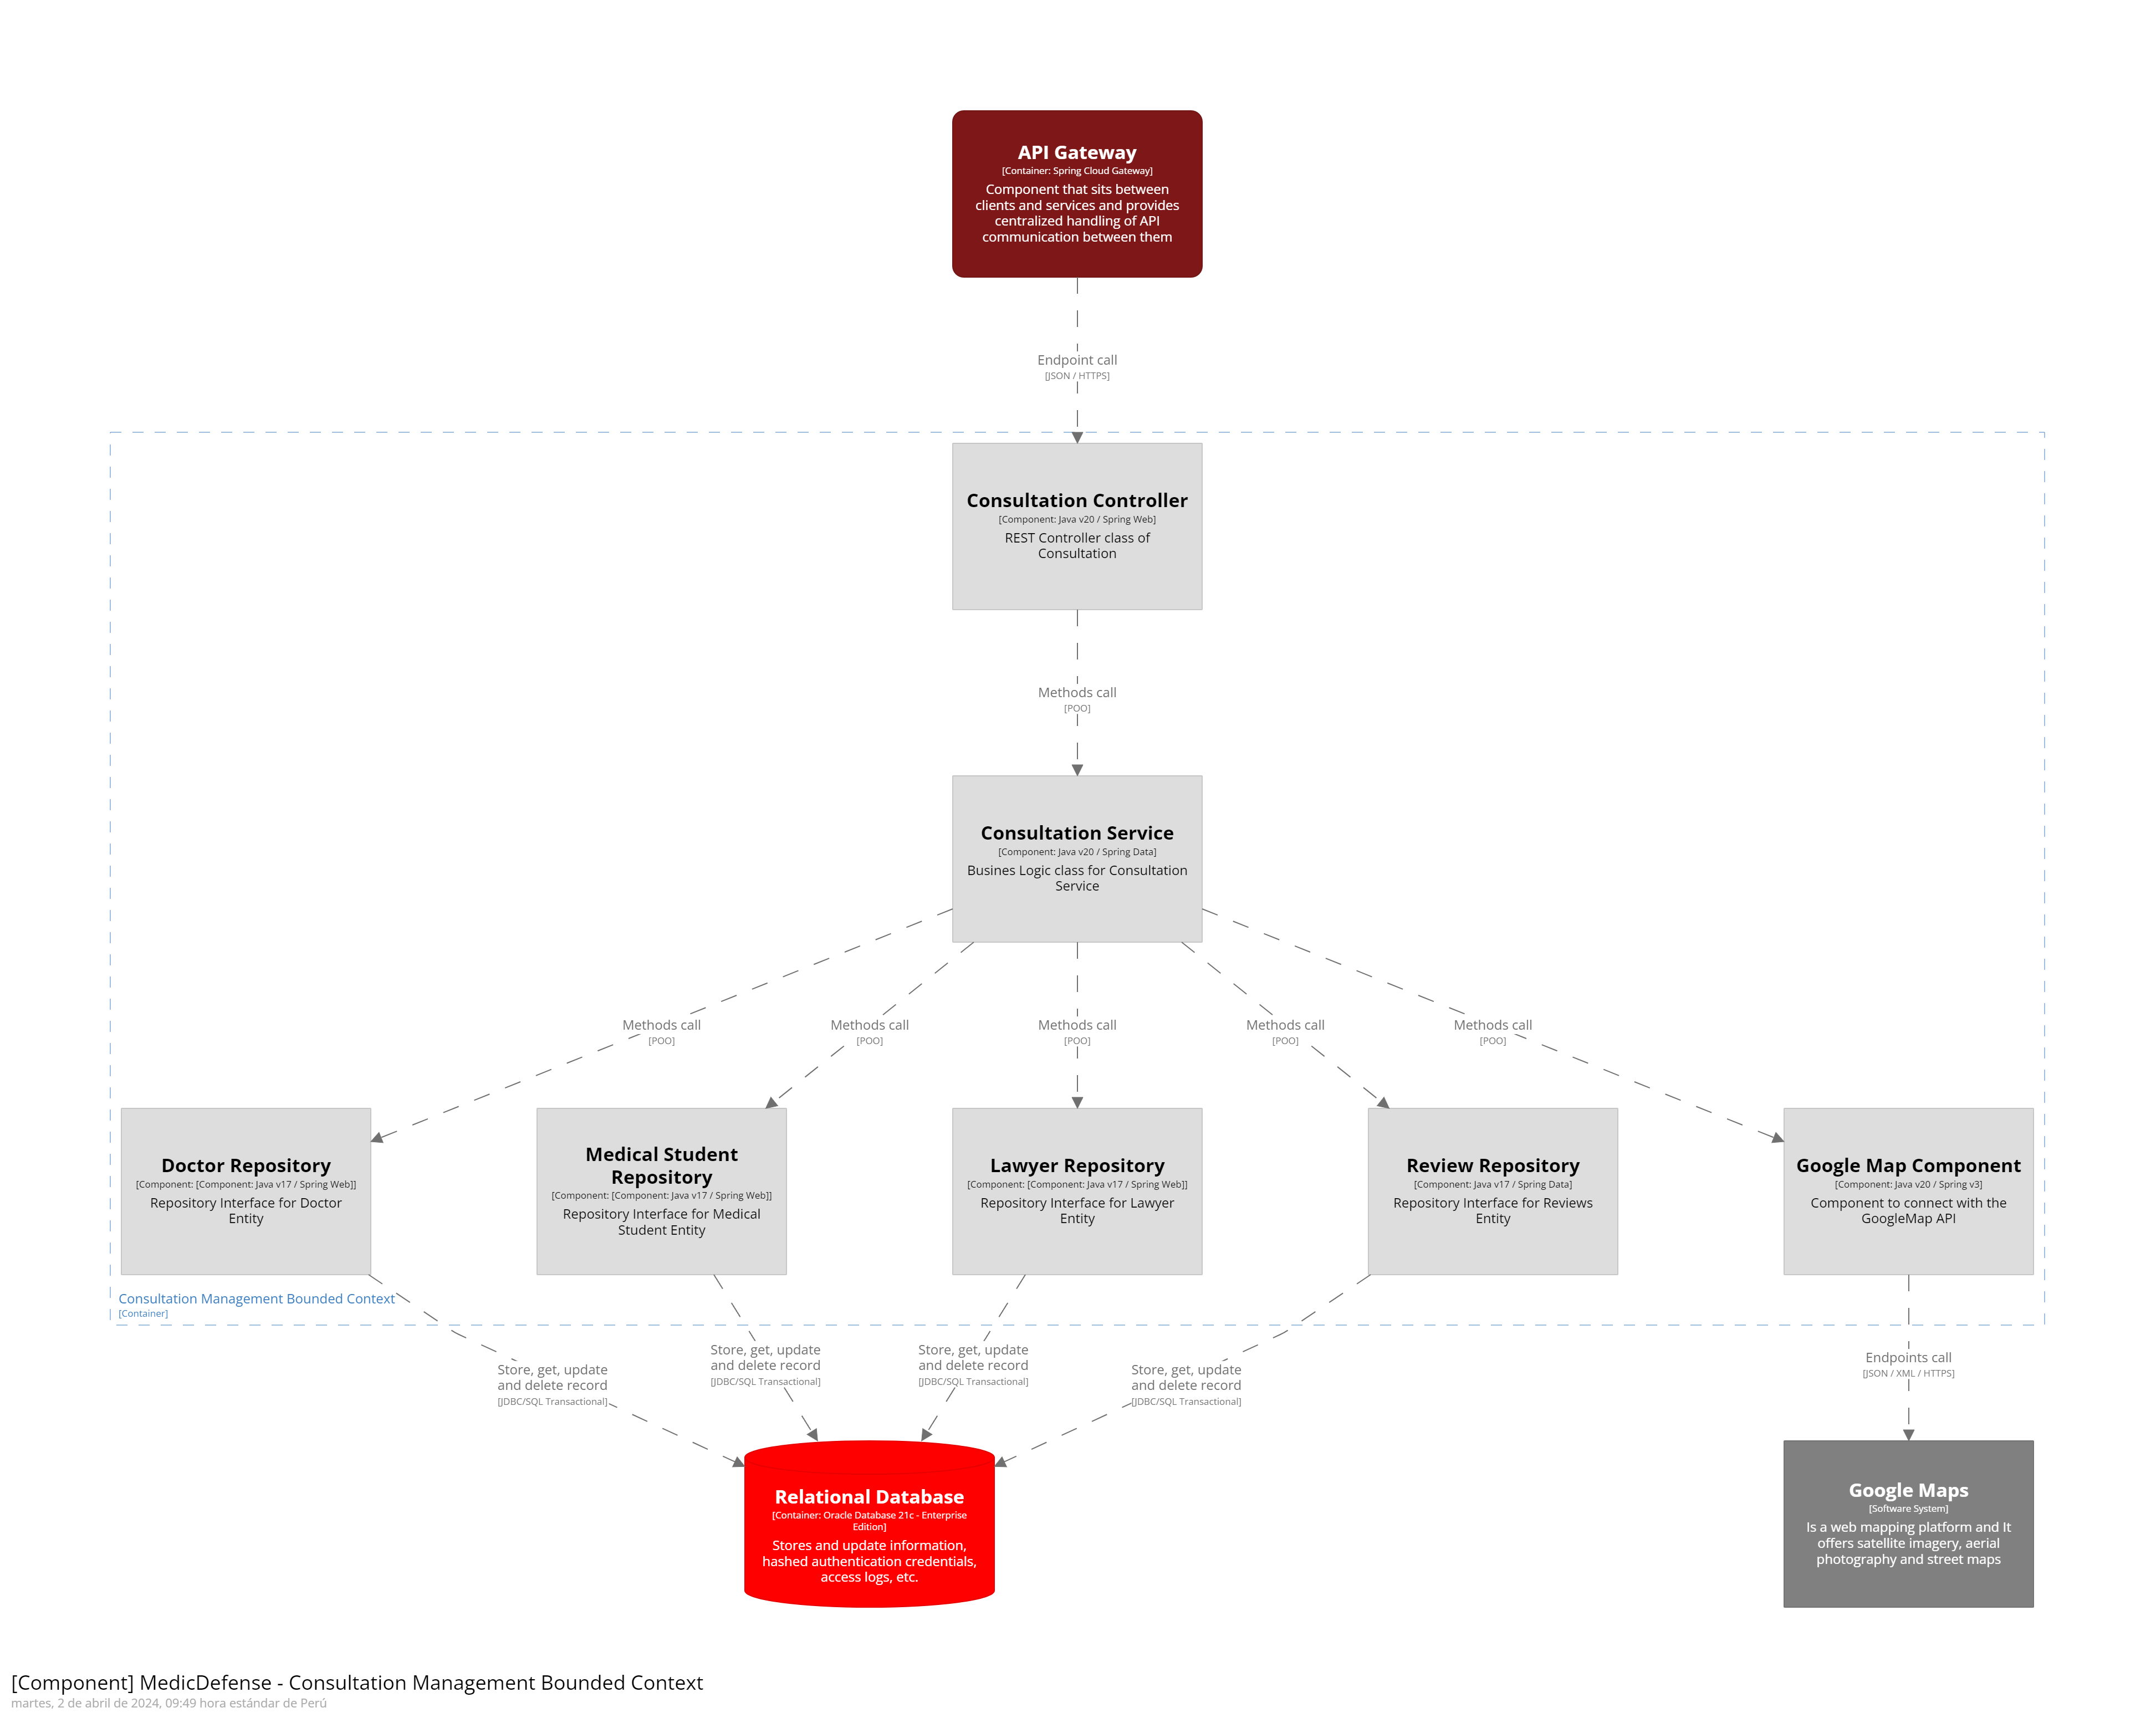 API Gateway
[Container: Spring Cloud Gateway]
Component that sits between
clients and services and provides
centralized handling of API
communication between them
Endpoint call
[JSON / HTTPS]
Consultation Controller
[Component: Java v20 / Spring Web]
REST Controller class of
Consultation
Methods call
[POO]
Consultation Service
[Component: Java v20 / Spring Data]
Busines Logic class for Consultation
Service
Methods call
[POO]
Methods call
[POO]
Methods call
[POO]
Methods call
[POO]
Methods call
[POO]
Doctor Repository
[Component: [Component: Java v17 / Spring Web]]
Repository Interface for Doctor
Entity
Medical Student
Repository
[Component: [Component: Java v17 / Spring Web]]
Repository Interface for Medical
Student Entity
Lawyer Repository
[Component: [Component: Java v17 / Spring Web]]
Repository Interface for Lawyer
Entity
Review Repository
[Component: Java v17 / Spring Data]
Repository Interface for Reviews
Entity
Google Map Component
[Component: Java v20 / Spring v3]
Component to connect with the
GoogleMap API
Consultation Management Bounded Context
[Container]
Store, get, update
and delete record
[JDBC/SQL Transactional]
Store, get, update
and delete record
[JDBC/SQL Transactional]
Store, get, update
and delete record
[JDBC/SQL Transactional]
Store, get, update
and delete record
[JDBC/SQL Transactional]
Endpoints call
[JSON / XML / HTTPS]
Relational Database
[Container: Oracle Database 21c - Enterprise
Edition]
Stores and update information,
hashed authentication credentials,
access logs, etc.
Google Maps
[Software System]
Is a web mapping platform and It
offers satellite imagery, aerial
photography and street maps
[Component] MedicDefense - Consultation Management Bounded Context
martes, 2 de abril de 2024, 09:49 hora estándar de Perú